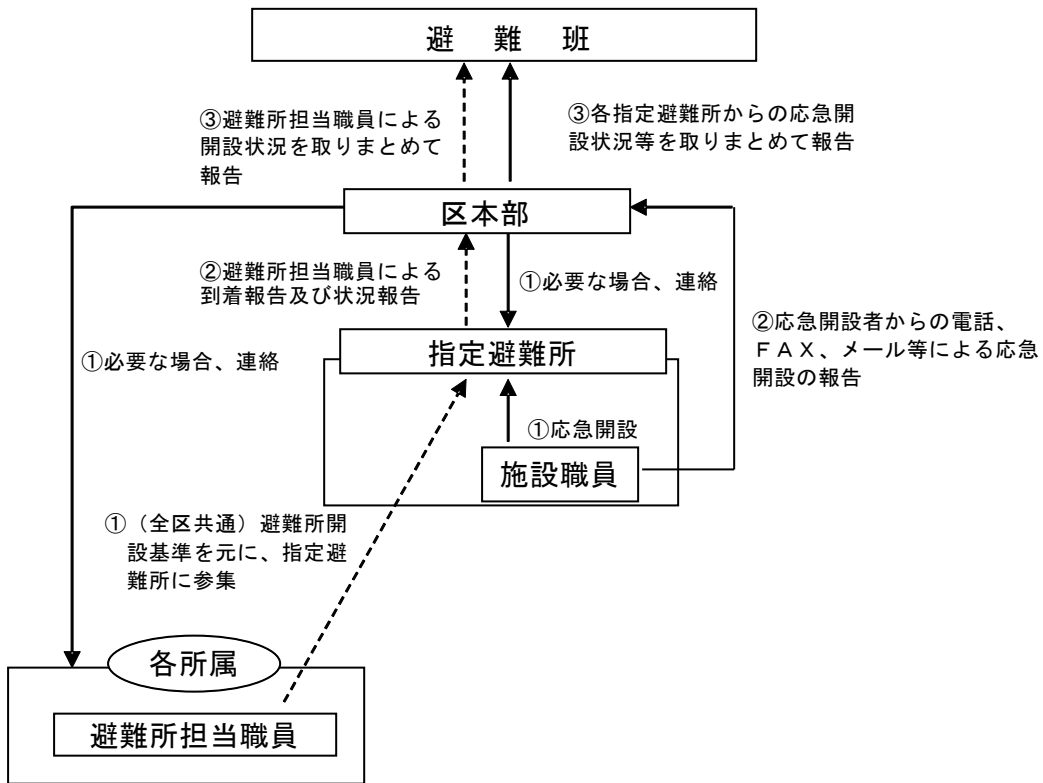 避　難　班
③避難所担当職員による
開設状況を取りまとめて
報告
③各指定避難所からの応急開
設状況等を取りまとめて報告
区本部
②避難所担当職員による
到着報告及び状況報告
①必要な場合、連絡
①必要な場合、連絡
指定避難所
②応急開設者からの電話、
ＦＡＸ、メール等による応急
開設の報告
①応急開設
施設職員
①（全区共通）避難所開
設基準を元に、指定避
難所に参集
各所属
避難所担当職員